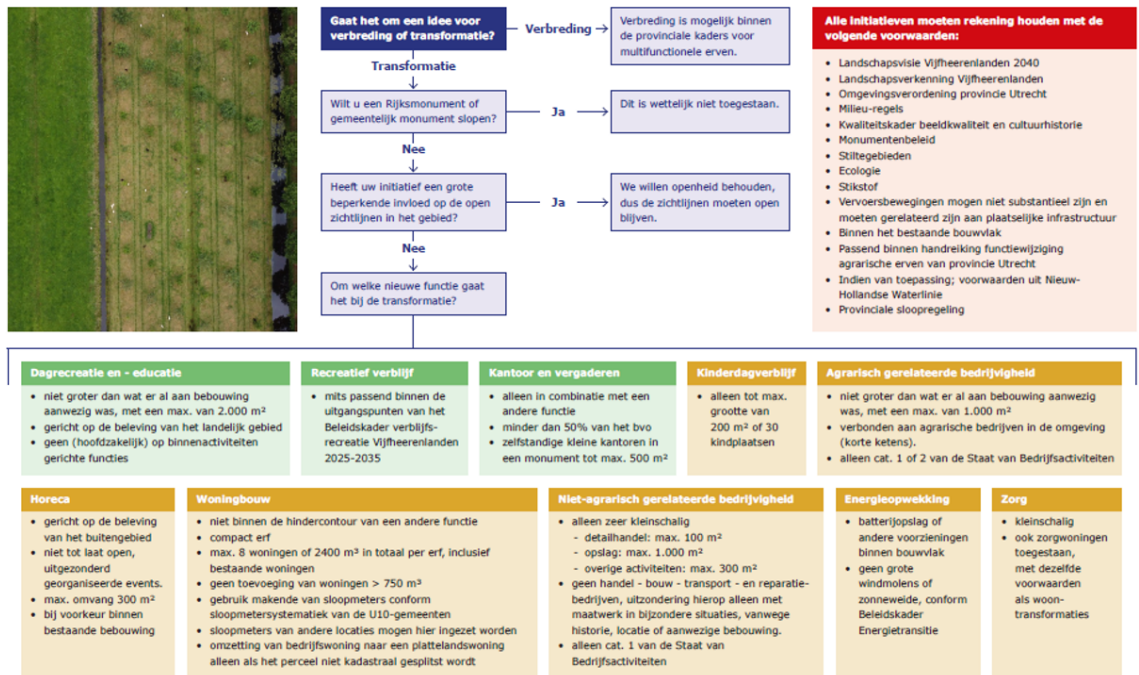 Gaat het om een idee voor
verbreding of transformatie?
Verbreding
Verbreding is mogelijk binnen
de provinciale kaders voor
multifunctionele erven.
Transformatie
Wilt u een Rijksmonument of
gemeentelijk monument slopen?
Ja
Dit is wettelijk niet toegestaan.
Nee
Heeft uw initiatief een grote
beperkende invloed op de open
zichtlijnen in het gebied?
Ja
We willen openheid behouden,
dus de zichtlijnen moeten open
blijven.
Nee
Om welke nieuwe functie gaat
het bij de transformatie?
Alle initiatieven moeten rekening houden met de
volgende voorwaarden:
• Landschapsvisie Vijfheerenlanden 2040
• Landschapsverkenning Vijfheerenlanden
• Omgevingsverordening provincie Utrecht
• Milieu-regels
• Kwaliteitskader beeldkwaliteit en cultuurhistorie
• Monumentenbeleid
• Stiltegebieden
• Ecologie
• Stikstof
• Vervoersbewegingen mogen niet substantieel zijn en
moeten gerelateerd zijn aan plaatselijke infrastructuur
• Binnen het bestaande bouwvlak
• Passend binnen handreiking functiewijziging
agrarische erven van provincie Utrecht
• Indien van toepassing; voorwaarden uit Nieuw-
Hollandse Waterlinie
• Provinciale sloopregeling
Dagrecreatie en - educatie
• niet groter dan wat er al aan bebouwing
aanwezig was, met een max. van 2.000 m²
• gericht op de beleving van het landelijk gebied
• geen (hoofdzakelijk) op binnenactiviteiten
gerichte functies
Recreatief verblijf
• mits passend binnen de
uitgangspunten van het
Beleidskader verblijfs-
recreatie Vijfheerenlanden
2025-2035
Kantoor en vergaderen
• alleen in combinatie met een
andere functie
• minder dan 50% van het bvo
• zelfstandige kleine kantoren in
een monument tot max. 500 m²
Kinderdagverblijf
• alleen tot max.
grootte van
200 m² of 30
kindplaatsen
Agrarisch gerelateerde bedrijvigheid
• niet groter dan wat er al aan bebouwing aanwezig
was, met een max. van 1.000 m²
• verbonden aan agrarische bedrijven in de omgeving
(korte ketens).
• alleen cat. 1 of 2 van de Staat van Bedrijfsactiviteiten
Horeca
• gericht op de beleving
van het buitengebied
• niet tot laat open,
uitgezonderd
georganiseerde events.
• max. omvang 300 m²
• bij voorkeur binnen
bestaande bebouwing
Woningbouw
• niet binnen de hindercontour van een andere functie
• compact erf
• max. 8 woningen of 2400 m³ in totaal per erf, inclusief
bestaande woningen
• geen toevoeging van woningen > 750 m³
• gebruik makende van sloopmeters conform
sloopmetersystematiek van de U10-gemeenten
• sloopmeters van andere locaties mogen hier ingezet worden
• omzetting van bedrijfswoning naar een plattelandswoning
alleen als het perceel niet kadastraal gesplitst wordt
Niet-agrarisch gerelateerde bedrijvigheid
• alleen zeer kleinschalig
- detailhandel: max. 100 m²
- opslag: max. 1.000 m²
- overige activiteiten: max. 300 m²
• geen handel - bouw - transport - en reparatie-
bedrijven, uitzondering hierop alleen met
maatwerk in bijzondere situaties, vanwege
historie, locatie of aanwezige bebouwing.
• alleen cat. 1 van de Staat van
Bedrijfsactiviteiten
Energieopwekking
• batterijopslag of
andere voorzieningen
binnen bouwvlak
• geen grote
windmolens of
zonneweide, conform
Beleidskader
Energietransitie
Zorg
• kleinschalig
• ook zorgwoningen
toegestaan,
met dezelfde
voorwaarden
als woon-
transformaties